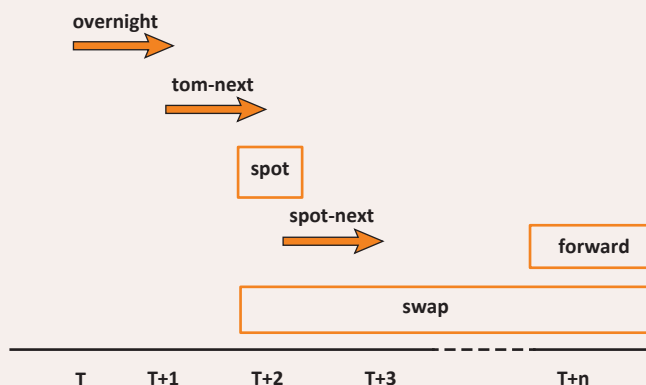 overnight
tom-next
spot
spot-next
forward
swap
T T+1 T+2 T+3 T+n